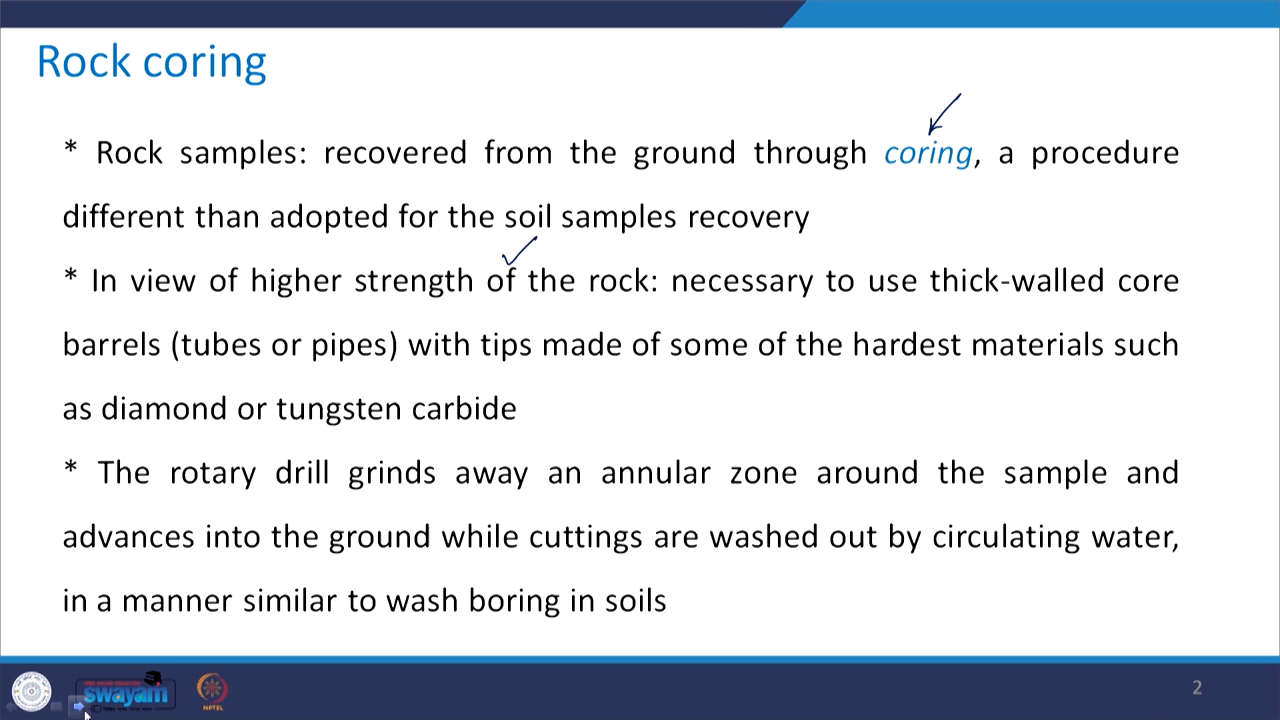 Rock coring
* Rock samples: recovered from the ground through coring, a procedure
different than adopted for the soil samples recovery
* In view of higher strength of the rock: necessary to use thick-walled core
barrels (tubes or pipes) with tips made of some of the hardest materials such
as diamond or tungsten carbide
* The rotary drill grinds away an annular zone around the sample and
advances into the ground while cuttings are washed out by circulating water,
in a manner similar to wash boring in soils
swayam
NPTEL
2